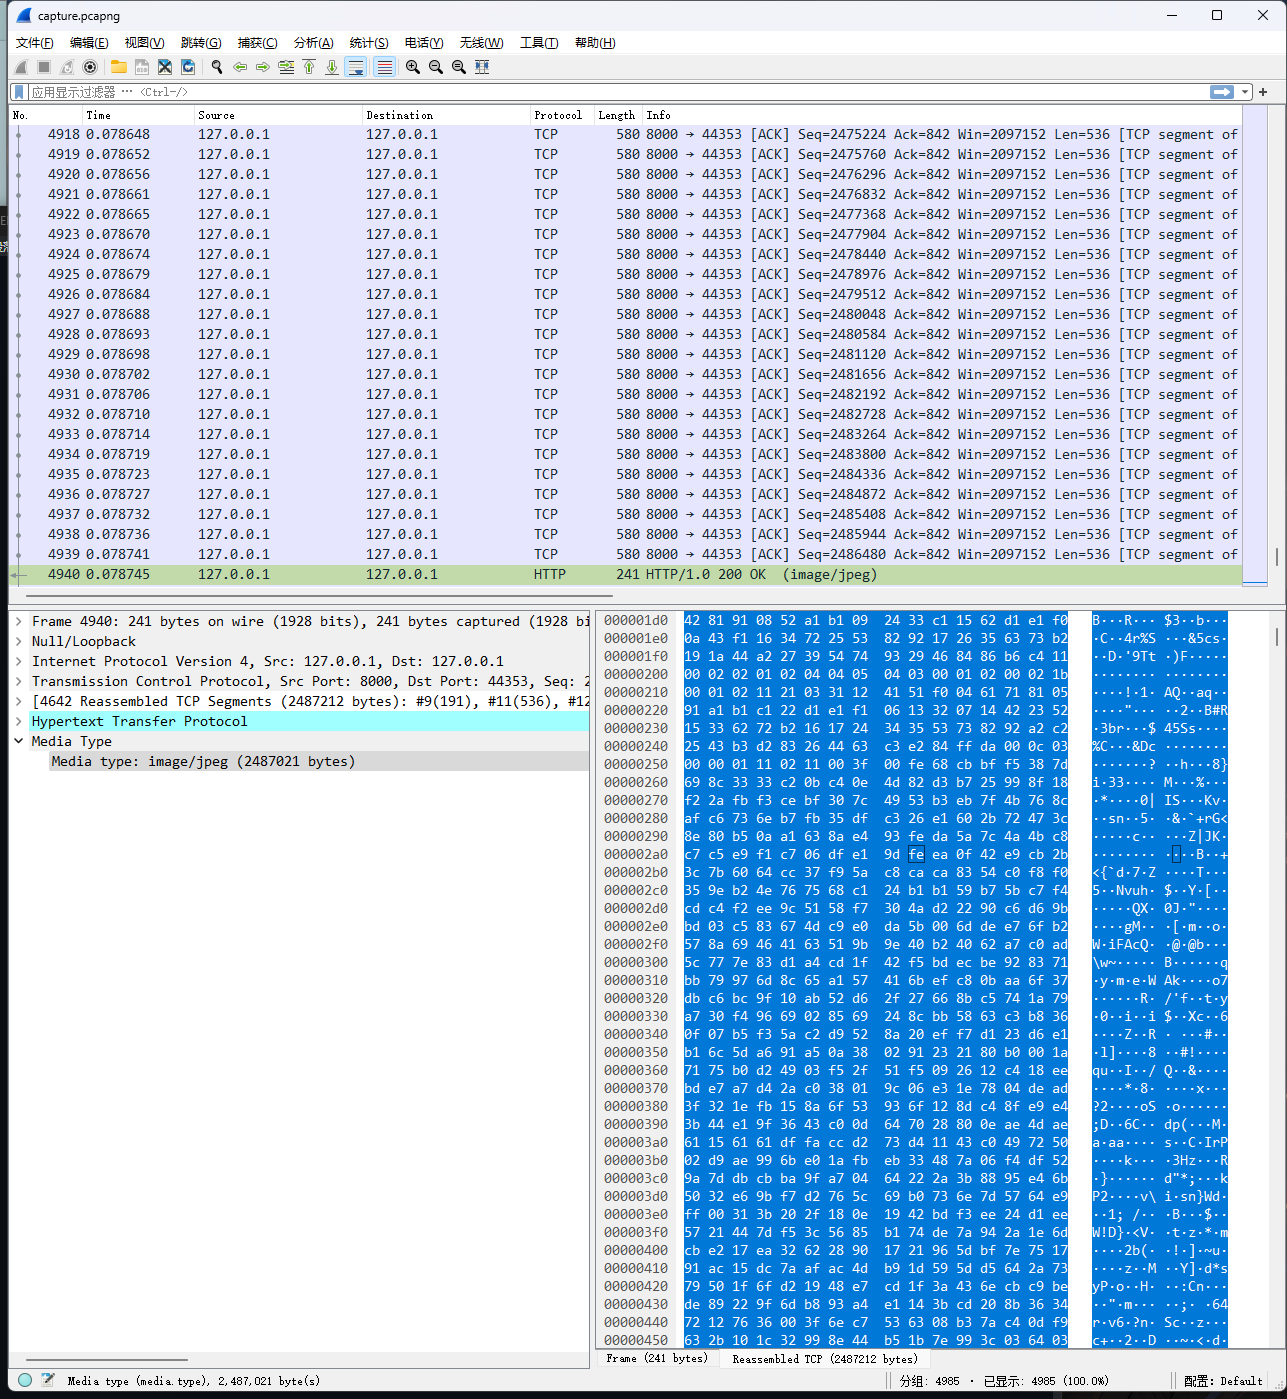 capture.pcapng
文件(F) 编辑(E) 视图(V) 跳转(G) 捕获(C) 分析(A) 统计(S) 电话(Y) 无线(W) 工具(T) 帮助(H)
应用显示过滤器 ⋯ <Ctrl-/>
No. Time Source Destination Protocol Length Info
4918 0.078648 127.0.0.1 127.0.0.1 TCP 580 8000 → 44353 [ACK] Seq=2475224 Ack=842 Win=2097152 Len=536 [TCP segment of
4919 0.078652 127.0.0.1 127.0.0.1 TCP 580 8000 → 44353 [ACK] Seq=2475760 Ack=842 Win=2097152 Len=536 [TCP segment of
4920 0.078656 127.0.0.1 127.0.0.1 TCP 580 8000 → 44353 [ACK] Seq=2476296 Ack=842 Win=2097152 Len=536 [TCP segment of
4921 0.078661 127.0.0.1 127.0.0.1 TCP 580 8000 → 44353 [ACK] Seq=2476832 Ack=842 Win=2097152 Len=536 [TCP segment of
4922 0.078665 127.0.0.1 127.0.0.1 TCP 580 8000 → 44353 [ACK] Seq=2477368 Ack=842 Win=2097152 Len=536 [TCP segment of
4923 0.078670 127.0.0.1 127.0.0.1 TCP 580 8000 → 44353 [ACK] Seq=2477904 Ack=842 Win=2097152 Len=536 [TCP segment of
4924 0.078674 127.0.0.1 127.0.0.1 TCP 580 8000 → 44353 [ACK] Seq=2478440 Ack=842 Win=2097152 Len=536 [TCP segment of
4925 0.078679 127.0.0.1 127.0.0.1 TCP 580 8000 → 44353 [ACK] Seq=2478976 Ack=842 Win=2097152 Len=536 [TCP segment of
4926 0.078684 127.0.0.1 127.0.0.1 TCP 580 8000 → 44353 [ACK] Seq=2479512 Ack=842 Win=2097152 Len=536 [TCP segment of
4927 0.078688 127.0.0.1 127.0.0.1 TCP 580 8000 → 44353 [ACK] Seq=2480048 Ack=842 Win=2097152 Len=536 [TCP segment of
4928 0.078693 127.0.0.1 127.0.0.1 TCP 580 8000 → 44353 [ACK] Seq=2480584 Ack=842 Win=2097152 Len=536 [TCP segment of
4929 0.078698 127.0.0.1 127.0.0.1 TCP 580 8000 → 44353 [ACK] Seq=2481120 Ack=842 Win=2097152 Len=536 [TCP segment of
4930 0.078702 127.0.0.1 127.0.0.1 TCP 580 8000 → 44353 [ACK] Seq=2481656 Ack=842 Win=2097152 Len=536 [TCP segment of
4931 0.078706 127.0.0.1 127.0.0.1 TCP 580 8000 → 44353 [ACK] Seq=2482192 Ack=842 Win=2097152 Len=536 [TCP segment of
4932 0.078710 127.0.0.1 127.0.0.1 TCP 580 8000 → 44353 [ACK] Seq=2482728 Ack=842 Win=2097152 Len=536 [TCP segment of
4933 0.078714 127.0.0.1 127.0.0.1 TCP 580 8000 → 44353 [ACK] Seq=2483264 Ack=842 Win=2097152 Len=536 [TCP segment of
4934 0.078719 127.0.0.1 127.0.0.1 TCP 580 8000 → 44353 [ACK] Seq=2483800 Ack=842 Win=2097152 Len=536 [TCP segment of
4935 0.078723 127.0.0.1 127.0.0.1 TCP 580 8000 → 44353 [ACK] Seq=2484336 Ack=842 Win=2097152 Len=536 [TCP segment of
4936 0.078727 127.0.0.1 127.0.0.1 TCP 580 8000 → 44353 [ACK] Seq=2484872 Ack=842 Win=2097152 Len=536 [TCP segment of
4937 0.078732 127.0.0.1 127.0.0.1 TCP 580 8000 → 44353 [ACK] Seq=2485408 Ack=842 Win=2097152 Len=536 [TCP segment of
4938 0.078736 127.0.0.1 127.0.0.1 TCP 580 8000 → 44353 [ACK] Seq=2485944 Ack=842 Win=2097152 Len=536 [TCP segment of
4939 0.078741 127.0.0.1 127.0.0.1 TCP 580 8000 → 44353 [ACK] Seq=2486480 Ack=842 Win=2097152 Len=536 [TCP segment of
4940 0.078745 127.0.0.1 127.0.0.1 HTTP 241 HTTP/1.0 200 OK (image/jpeg)
Frame 4940: 241 bytes on wire (1928 bits), 241 bytes captured (1928 bi
Null/Loopback
Internet Protocol Version 4, Src: 127.0.0.1, Dst: 127.0.0.1
Transmission Control Protocol, Src Port: 8000, Dst Port: 44353, Seq: 2
[4642 Reassembled TCP Segments (2487212 bytes): #9(191), #11(536), #12
Hypertext Transfer Protocol
Media Type
Media type: image/jpeg (2487021 bytes)
000001d0 42 81 91 08 52 a1 b1 09 24 33 c1 15 62 d1 e1 f0
000001e0 0a 43 f1 16 34 72 25 53 82 92 17 26 35 63 73 b2
000001f0 19 1a 44 a2 27 39 54 74 93 29 46 84 86 b6 c4 11
00000200 00 02 02 01 02 04 04 05 04 03 00 01 02 00 02 1b
00000210 00 01 02 11 21 03 31 12 41 51 f0 04 61 71 81 05
00000220 91 a1 b1 c1 22 d1 e1 f1 06 13 32 07 14 42 23 52
00000230 15 33 62 72 b2 16 17 24 34 35 53 73 82 92 a2 c2
00000240 25 43 b3 d2 83 26 44 63 c3 e2 84 ff da 00 0c 03
00000250 00 00 01 11 02 11 00 3f 00 fe 68 cb bf f5 38 7d
00000260 69 8c 33 33 c2 0b c4 0e 4d 82 d3 b7 25 99 8f 18
00000270 f2 2a fb f3 ce bf 30 7c 49 53 b3 eb 7f 4b 76 8c
00000280 af c6 73 6e b7 fb 35 df c3 26 e1 60 2b 72 47 3c
00000290 8e 80 b5 0a a1 63 8a e4 93 fe da 5a 7c 4a 4b c8
000002a0 c7 c5 e9 f1 c7 06 df e1 9d fe ea 0f 42 e9 cb 2b
000002b0 3c 7b 60 64 cc 37 f9 5a c8 ca ca 83 54 c0 f8 f0
000002c0 35 9e b2 4e 76 75 68 c1 24 b1 b1 59 b7 5b c7 f4
000002d0 cd c4 f2 ee 9c 51 58 f7 30 4a d2 22 90 c6 d6 9b
000002e0 bd 03 c5 83 67 4d c9 e0 da 5b 00 6d de e7 6f b2
000002f0 57 8a 69 46 41 63 51 9b 9e 40 b2 40 62 a7 c0 ad
00000300 5c 77 7e 83 d1 a4 cd 1f 42 f5 bd ec be 92 83 71
00000310 bb 79 97 6d 8c 65 a1 57 41 6b ef c8 0b aa 6f 37
00000320 db c6 bc 9f 10 ab 52 d6 2f 27 66 8b c5 74 1a 79
00000330 a7 30 f4 96 69 02 85 69 24 8c bb 58 63 c3 b8 36
00000340 0f 07 b5 f3 5a c2 d9 52 8a 20 ef f7 d1 23 d6 e1
00000350 b1 6c 5d a6 91 a5 0a 38 02 91 23 21 80 b0 00 1a
00000360 71 75 b0 d2 49 03 f5 2f 51 f5 09 26 12 c4 18 ee
00000370 bd e7 a7 d4 2a c0 38 01 9c 06 e3 1e 78 04 de ad
00000380 3f 32 1e fb 15 8a 6f 53 93 6f 12 8d c4 8f e9 e4
00000390 3b 44 e1 9f 36 43 c0 0d 64 70 28 80 0e ae 4d ae
000003a0 61 15 61 61 df fa cc d2 73 d4 11 43 c0 49 72 50
000003b0 02 d9 ae 99 6b e0 1a fb eb 33 48 7a 06 f4 df 52
000003c0 9a 7d db cb ba 9f a7 04 64 22 2a 3b 88 95 e4 6b
000003d0 50 32 e6 9b f7 d2 76 5c 69 b0 73 6e 7d 57 64 e9
000003e0 ff 00 31 3b 20 2f 18 0e 19 42 bd f3 ee 24 d1 ee
000003f0 57 21 44 7d f5 3c 56 85 b1 74 de 7a 94 2a 1e 6d
00000400 cb e2 17 ea 32 62 28 90 17 21 96 5d bf 7e 75 17
00000410 91 ac 15 dc 7a af ac 4d b9 1d 59 5d d5 64 2a 73
00000420 79 50 1f 6f d2 19 48 e7 cd 1f 3a 43 6e cb c9 be
00000430 de 89 22 9f 6d b8 93 a4 e1 14 3b cd 20 8b 36 34
00000440 72 12 76 36 00 3f 6e c7 53 63 08 b3 7a c4 0d f9
00000450 63 2b 10 1c 32 99 8e 44 b5 1b 7e 99 3c 03 64 03
Frame (241 bytes) Reassembled TCP (2487212 bytes)
Media type (media.type), 2,487,021 byte(s) 分组: 4985 · 已显示: 4985 (100.0%) 配置: Default